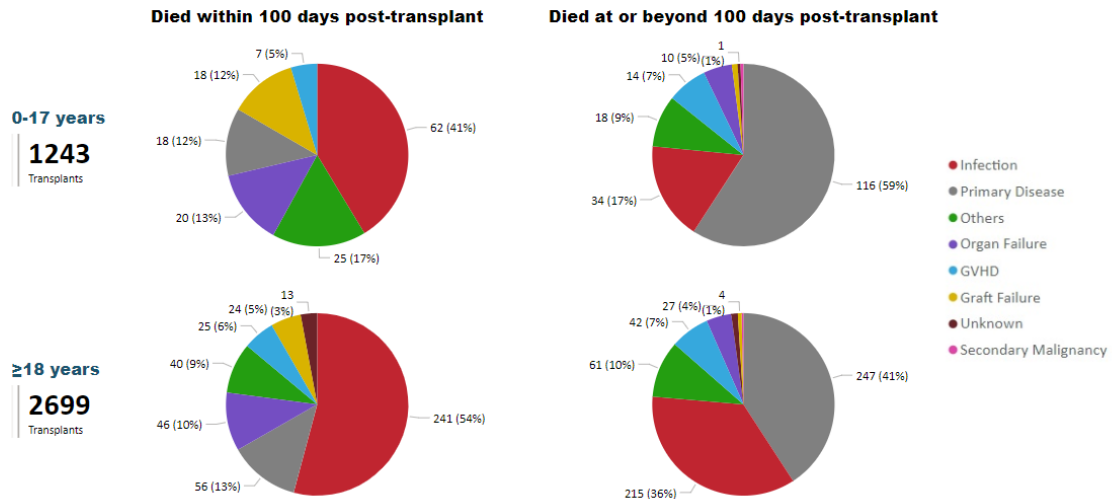 Died within 100 days post-transplant
Died at or beyond 100 days post-transplant
0-17 years
1243
Transplants
7 (5%)
18 (12%)
18 (12%)
20 (13%)
25 (17%)
62 (41%)
1
(1%)
10 (5%)
14 (7%)
18 (9%)
34 (17%)
116 (59%)
Infection
Primary Disease
Others
Organ Failure
GVHD
Graft Failure
Unknown
Secondary Malignancy
≥18 years
2699
Transplants
13
(3%)
24 (5%)
25 (6%)
40 (9%)
46 (10%)
56 (13%)
241 (54%)
4
(1%)
27 (4%)
42 (7%)
61 (10%)
215 (36%)
247 (41%)